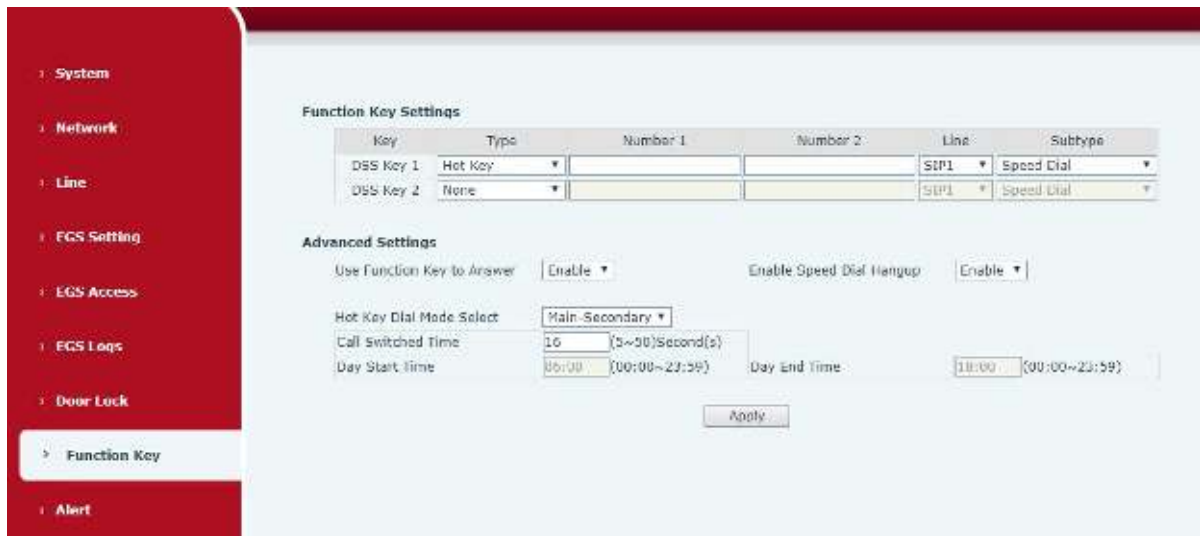 System
Network
Line
EGS Setting
EGS Access
EGS Logs
Door Lock
Function Key
Alert
Function Key Settings
Key Type Number 1 Number 2 Line Subtype
DSS Key 1 Hot Key SIP1 Speed Dial
DSS Key 2 None SIP1 Speed Dial
Advanced Settings
Use Function Key to Answer Enable Enable Speed Dial Hangup Enable
Hot Key Dial Mode Select Main-Secondary
Call Switched Time 16 (5~50)Second(s)
Day Start Time 06:00 (00:00~23:59) Day End Time 18:00 (00:00~23:59)
Apply